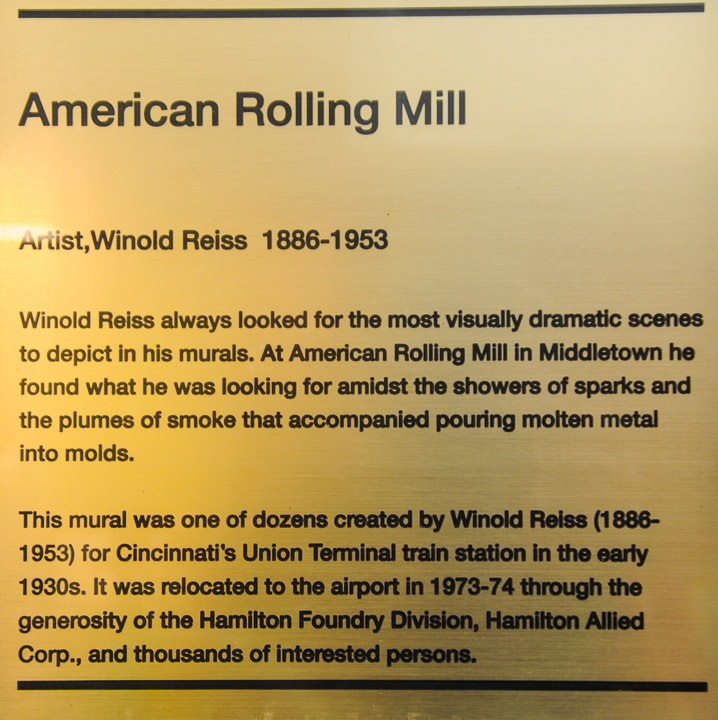 American Rolling Mill
Artist,Winold Reiss 1886-1953
Winold Reiss always looked for the most visually dramatic scenes
to depict in his murals. At American Rolling Mill in Middletown he
found what he was looking for amidst the showers of sparks and
the plumes of smoke that accompanied pouring molten metal
into molds.
This mural was one of dozens created by Winold Reiss (1886-
1953) for Cincinnati's Union Terminal train station in the early
1930s. It was relocated to the airport in 1973-74 through the
generosity of the Hamilton Foundry Division, Hamilton Allied
Corp., and thousands of interested persons.